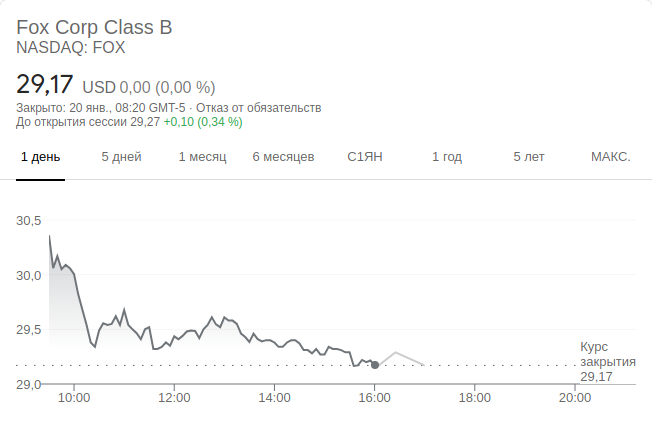 Fox Corp Class B
NASDAQ: FOX
29,17 USD 0,00 (0,00 %)
Закрыто: 20 янв., 08:20 GMT-5 · Отказ от обязательств
До открытия сессии 29,27 +0,10 (0,34 %)
1 день 5 дней 1 месяц 6 месяцев С1ЯН 1 год 5 лет МАКС.
30,5
30,0
29,5
Курс
закрытия
29,17
29,0
10:00 12:00 14:00 16:00 18:00 20:00